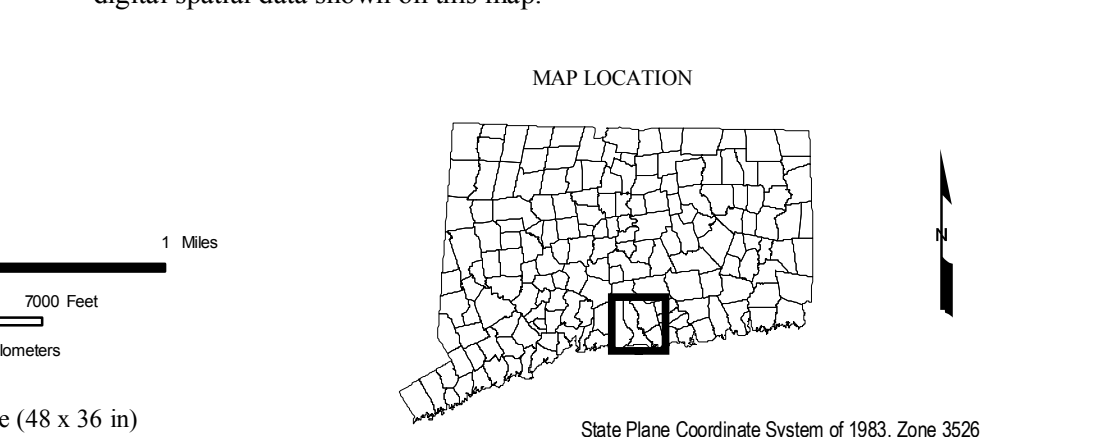 digital spatial data shown on this map.
MAP LOCATION
1 Miles
7000 Feet
lometers
N
e (48 x 36 in)
State Plane Coordinate System of 1983, Zone 3526